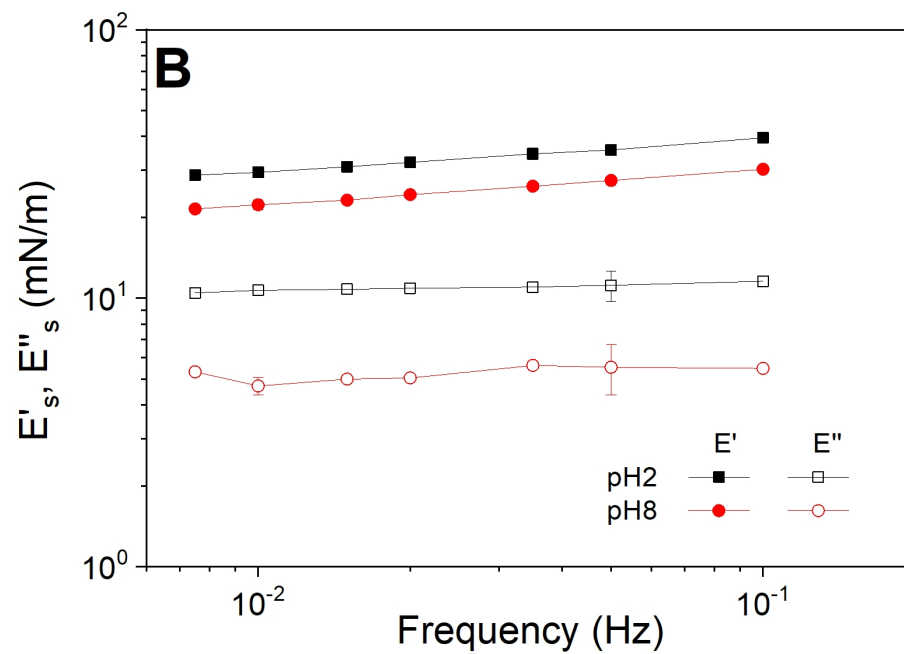 B
10²
10¹
10⁰
E'ₛ, E''ₛ (mN/m)
E' E''
pH2
pH8
10⁻² 10⁻¹
Frequency (Hz)